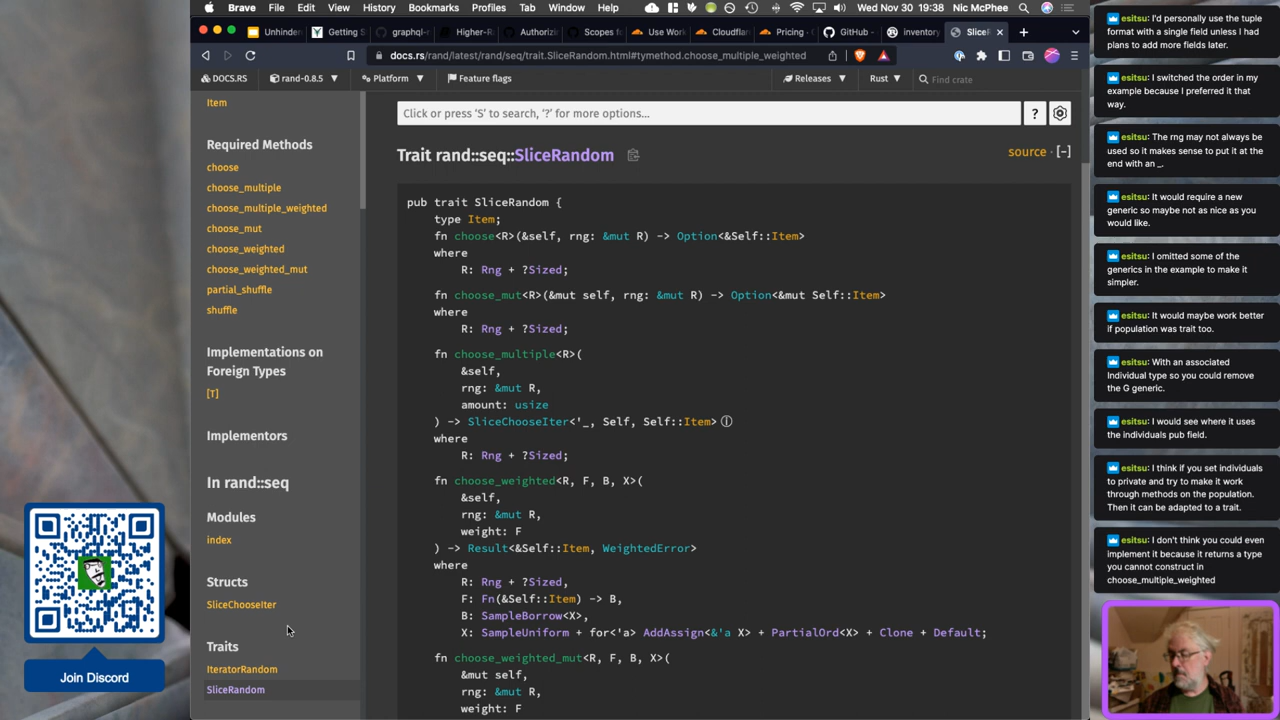 Brave File Edit View History Bookmarks Profiles Tab Window Help Wed Nov 30 19:38 Nic McPhee
Unhinder Getting S graphql- Higher-R Authorizin Scopes f Use Work Cloudflar Pricing - GitHub - inventory SliceR
docs.rs/rand/latest/rand/seq/trait.SliceRandom.html#tymethod.choose_multiple_weighted
DOCS.RS rand-0.8.5 Platform Feature flags Releases Rust Find crate
Item
Required Methods
choose
choose_multiple
choose_multiple_weighted
choose_mut
choose_weighted
choose_weighted_mut
partial_shuffle
shuffle
Implementations on
Foreign Types
[T]
Implementors
In rand::seq
Modules
index
Structs
SliceChooseIter
Traits
IteratorRandom
SliceRandom
Click or press ‘S’ to search, ‘?’ for more options…
?
Trait rand::seq::SliceRandom
source · [-]
pub trait SliceRandom {
type Item;
fn choose<R>(&self, rng: &mut R) -> Option<&Self::Item>
where
R: Rng + ?Sized;
fn choose_mut<R>(&mut self, rng: &mut R) -> Option<&mut Self::Item>
where
R: Rng + ?Sized;
fn choose_multiple<R>(
&self,
rng: &mut R,
amount: usize
) -> SliceChooseIter<'_, Self, Self::Item>ⓘ
where
R: Rng + ?Sized;
fn choose_weighted<R, F, B, X>(
&self,
rng: &mut R,
weight: F
) -> Result<&Self::Item, WeightedError>
where
R: Rng + ?Sized,
F: Fn(&Self::Item) -> B,
B: SampleBorrow<X>,
X: SampleUniform + for<'a> AddAssign<&'a X> + PartialOrd<X> + Clone + Default;
fn choose_weighted_mut<R, F, B, X>(
&mut self,
rng: &mut R,
weight: F
esitsu: I'd personally use the tuple
format with a single field unless I had
plans to add more fields later.
esitsu: I switched the order in my
example because I preferred it that
way.
esitsu: The rng may not always be
used so it makes sense to put it at the
end with an _.
esitsu: It would require a new
generic so maybe not as nice as you
would like.
esitsu: I omitted some of the
generics in the example to make it
simpler.
esitsu: It would maybe work better
if population was trait too.
esitsu: With an associated
Individual type so you could remove
the G generic.
esitsu: I would see where it uses
the individuals pub field.
esitsu: I think if you set individuals
to private and try to make it work
through methods on the population.
Then it can be adapted to a trait.
esitsu: I don't think you could even
implement it because it returns a type
you cannot construct in
choose_multiple_weighted
Join Discord